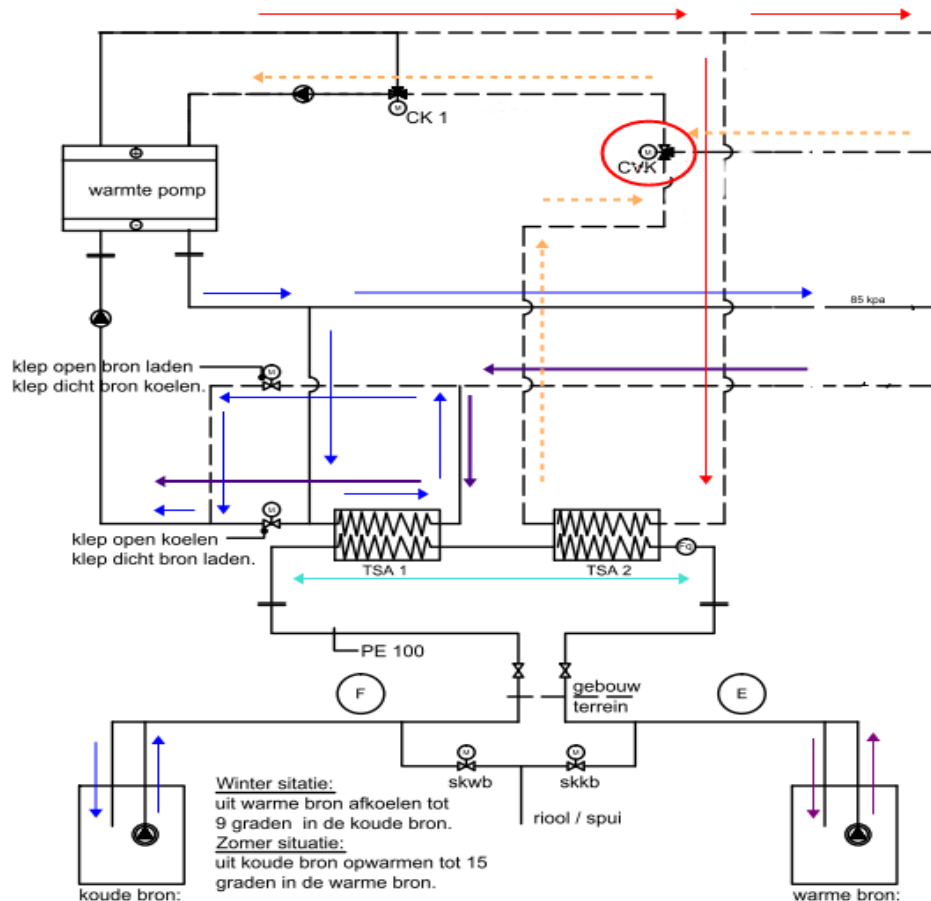 M
CK 1
M
CVK
warmte pomp
85 kpa
klep open bron laden
klep dicht bron koelen.
M
M
klep open koelen
klep dicht bron laden.
TSA 1
TSA 2
FQ
PE 100
F
gebouw
terrein
E
M
M
skwb
skkb
Winter sitatie:
uit warme bron afkoelen tot
9 graden in de koude bron.
Zomer situatie:
uit koude bron opwarmen tot 15
graden in de warme bron.
riool / spui
koude bron:
warme bron: